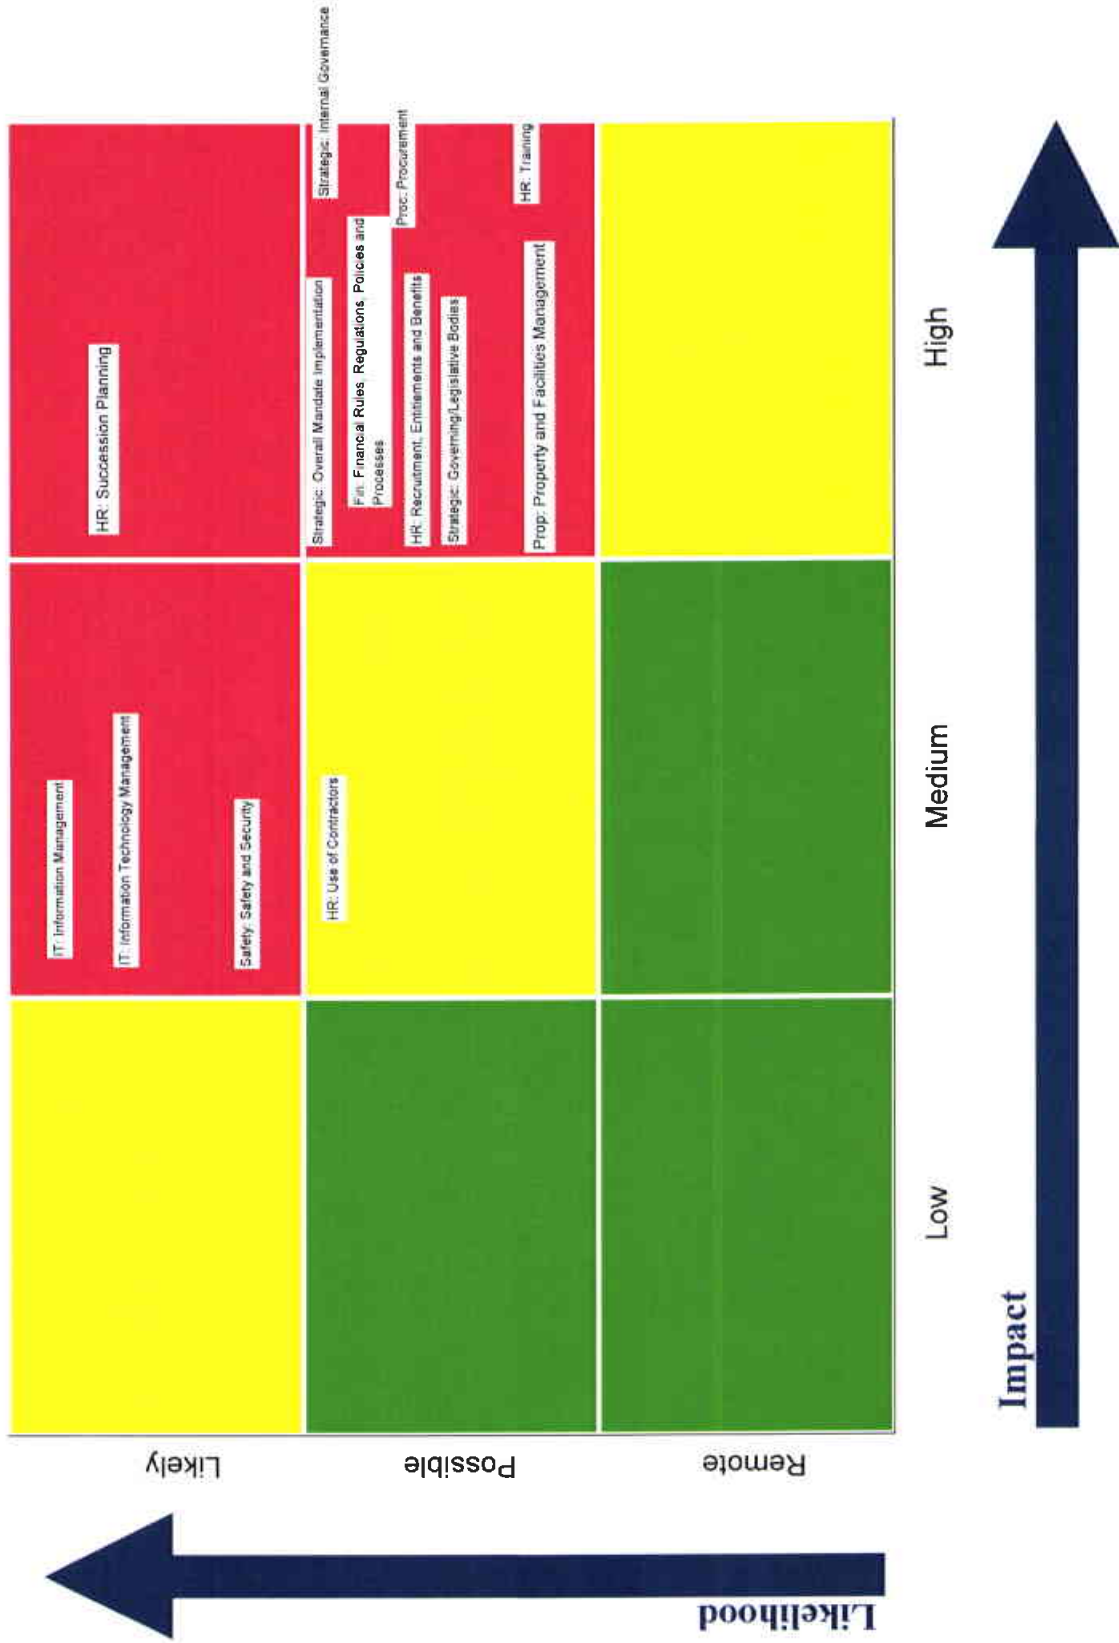 Likelihood
Likely
Possible
Remote
IT: Information Management
IT: Information Technology Management
Safety: Safety and Security
HR: Succession Planning
HR: Use of Contractors
Strategic: Overall Mandate Implementation
Strategic: Internal Governance
Fin: Financial Rules, Regulations, Policies and
Processes
Proc: Procurement
HR: Recruitment, Entitlements and Benefits
Strategic: Governing/Legislative Bodies
Prop: Property and Facilities Management
HR: Training
Low
Medium
High
Impact